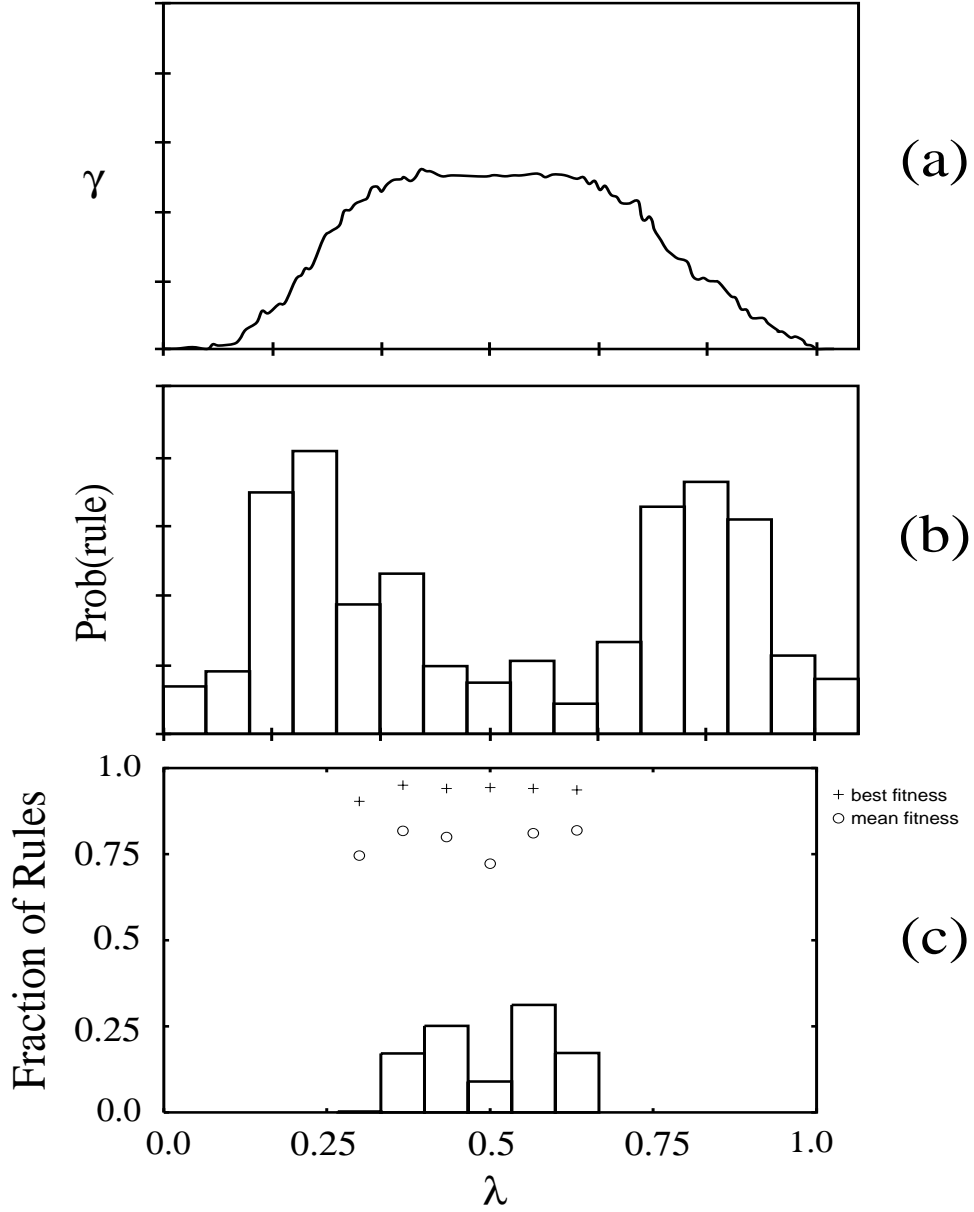 γ
(a)
Prob(rule)
(b)
Fraction of Rules
1.0
0.75
0.5
0.25
0.0
+ best fitness
○ mean fitness
(c)
0.0 0.25 0.5 0.75 1.0
λ